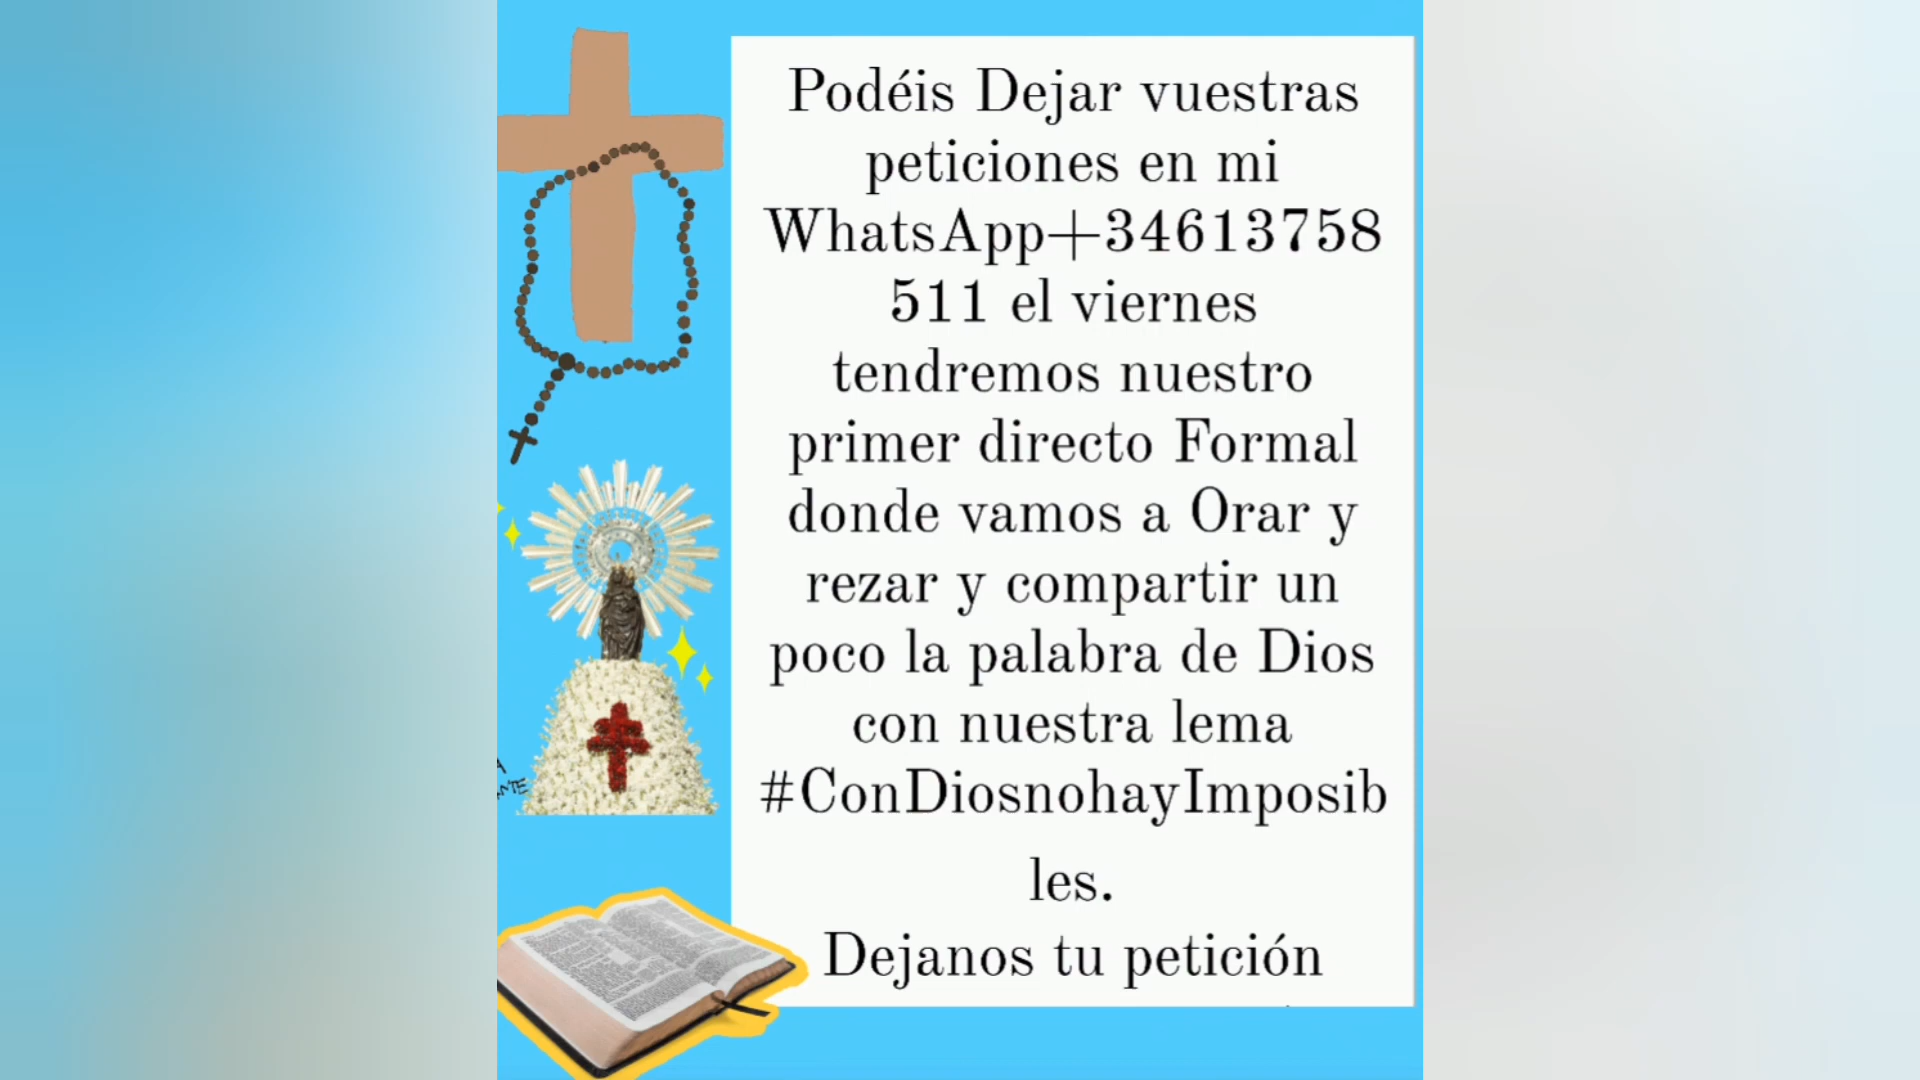 Podéis Dejar vuestras
peticiones en mi
WhatsApp+34613758
511 el viernes
tendremos nuestro
primer directo Formal
donde vamos a Orar y
rezar y compartir un
poco la palabra de Dios
con nuestra lema
#ConDiosnohayImposib
les.
Dejanos tu petición